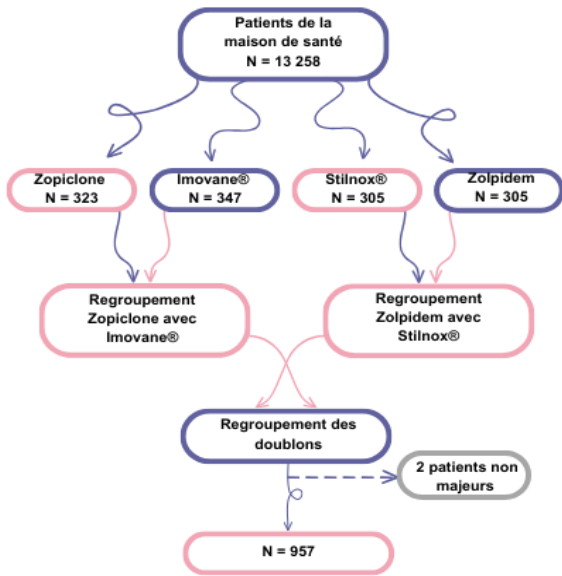 Patients de la
maison de santé
N = 13 258
Zopiclone
N = 323
Imovane®
N = 347
Stilnox®
N = 305
Zolpidem
N = 305
Regroupement
Zopiclone avec
Imovane®
Regroupement
Zolpidem avec
Stilnox®
Regroupement des
doublons
2 patients non
majeurs
N = 957